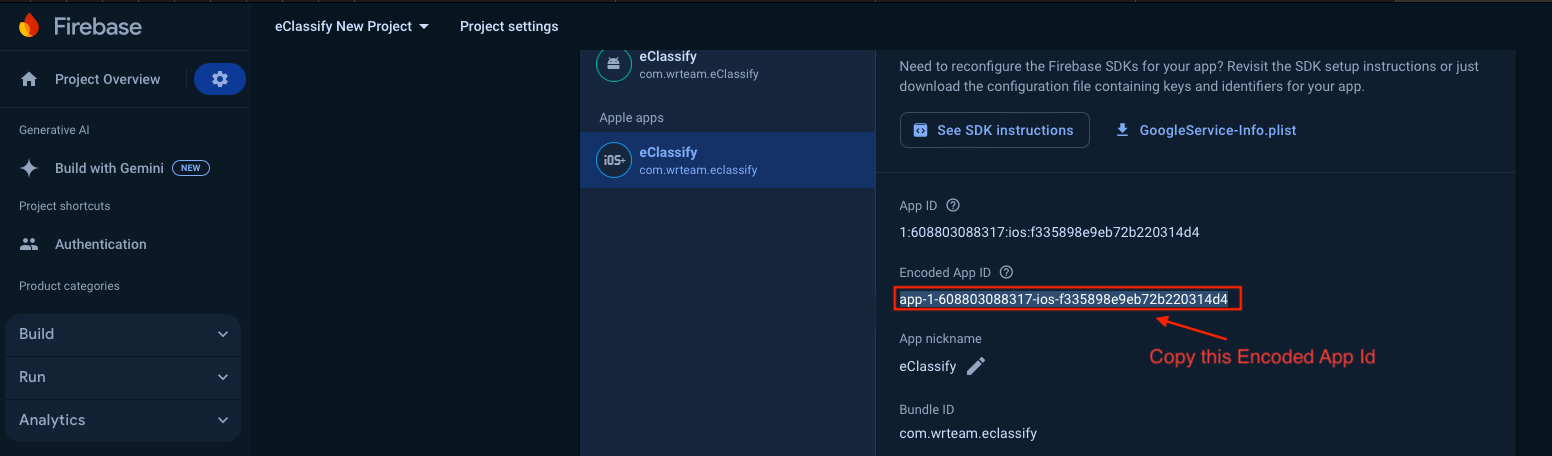 Firebase
eClassify New Project
Project settings
Project Overview
Generative AI
Build with Gemini NEW
Project shortcuts
Authentication
Product categories
Build
Run
Analytics
eClassify
com.wrteam.eClassify
Apple apps
iOS+
eClassify
com.wrteam.eclassify
Need to reconfigure the Firebase SDKs for your app? Revisit the SDK setup instructions or just
download the configuration file containing keys and identifiers for your app.
See SDK instructions
GoogleService-Info.plist
App ID
1:608803088317:ios:f335898e9eb72b220314d4
Encoded App ID
app-1-608803088317-ios-f335898e9eb72b220314d4
Copy this Encoded App Id
App nickname
eClassify
Bundle ID
com.wrteam.eclassify